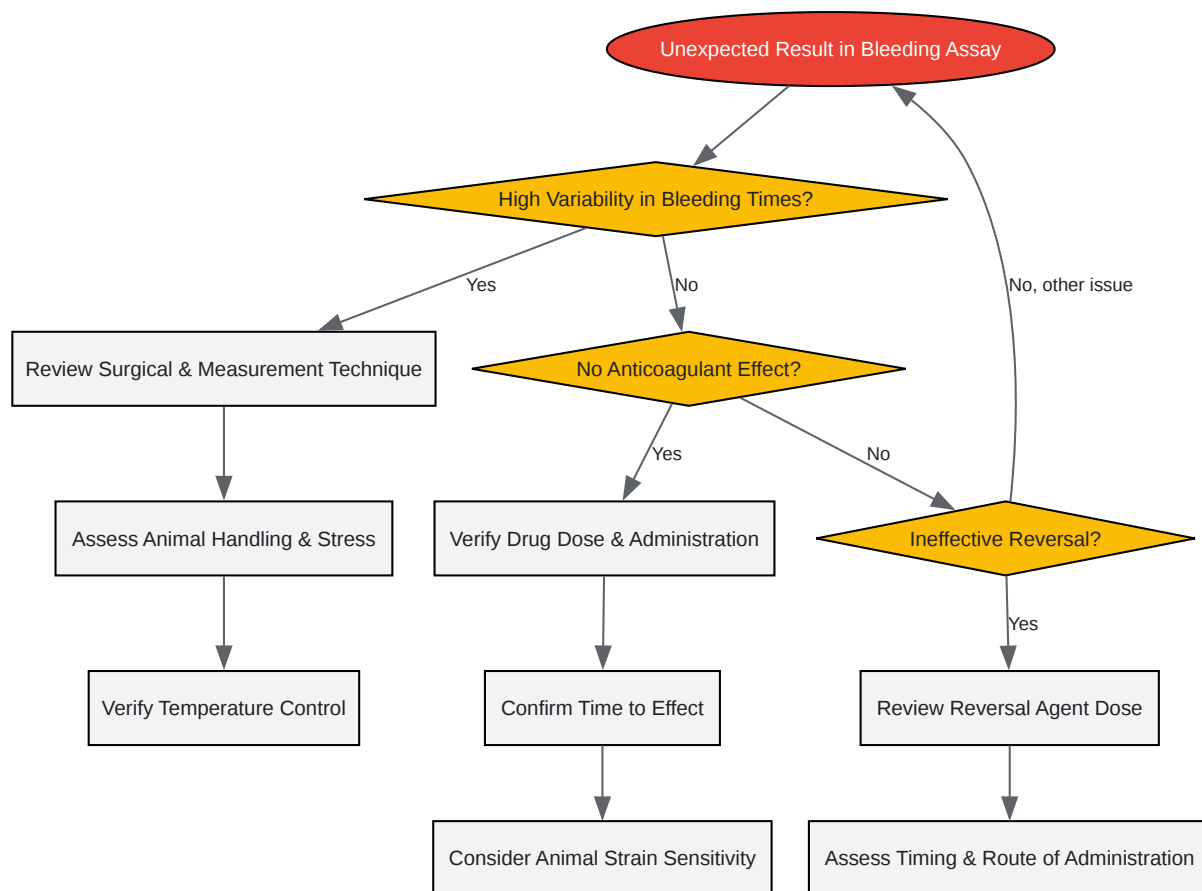 Unexpected Result in Bleeding Assay
High Variability in Bleeding Times?
Yes
No
No, other issue
Review Surgical & Measurement Technique
No Anticoagulant Effect?
Yes
No
Assess Animal Handling & Stress
Verify Drug Dose & Administration
Ineffective Reversal?
Yes
Verify Temperature Control
Confirm Time to Effect
Review Reversal Agent Dose
Consider Animal Strain Sensitivity
Assess Timing & Route of Administration